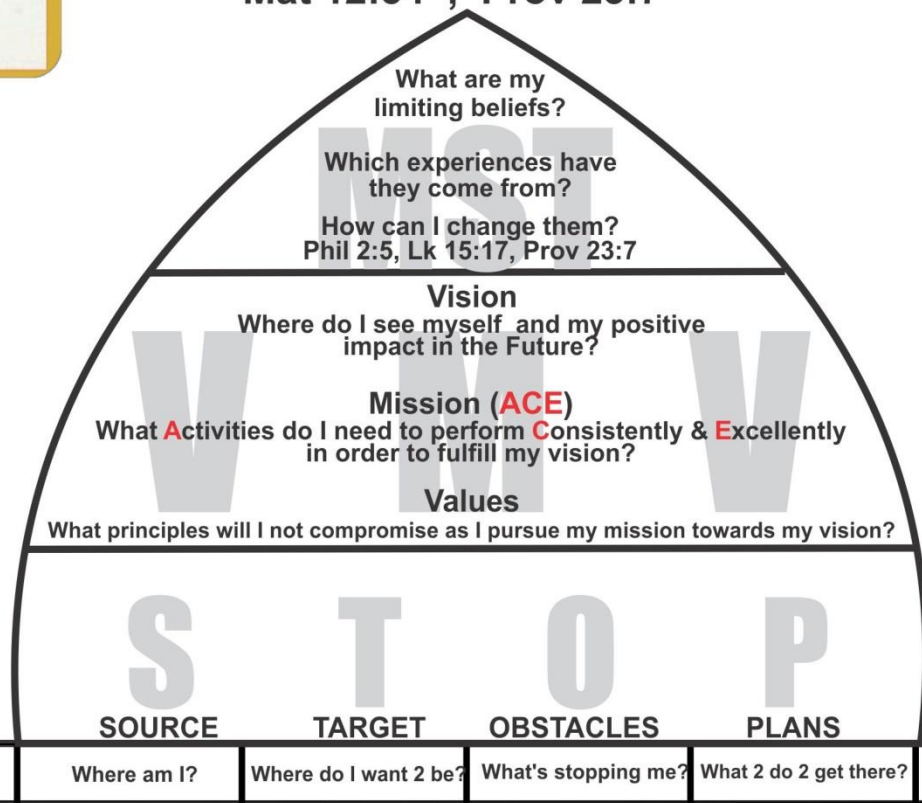 What are my
limiting beliefs?
MST
Which experiences have
they come from?
How can I change them?
Phil 2:5, Lk 15:17, Prov 23:7
Vision
Where do I see myself and my positive
impact in the Future?
V M V
Mission (ACE)
What Activities do I need to perform Consistently & Excellently
in order to fulfill my vision?
Values
What principles will I not compromise as I pursue my mission towards my vision?
S T O P
SOURCE TARGET OBSTACLES PLANS
Where am I? Where do I want 2 be? What's stopping me? What 2 do 2 get there?